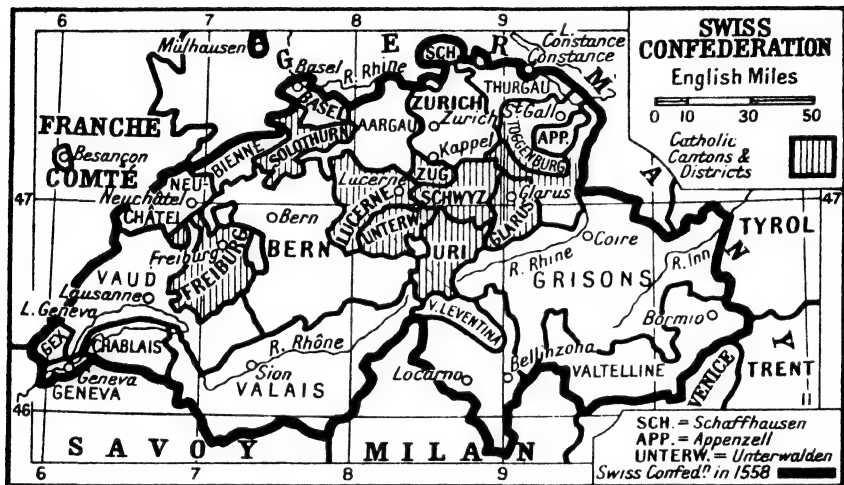 6
7
8
9
SWISS
CONFEDERATION
English Miles
0 10 30 50
Catholic
Cantons &
Districts
GERMANY
Mülhausen
SCH
L. Constance
Constance
Basel
R. Rhine
BASEL
THURGAU
ZURICH
Zurich
St Gall
AARGAU
TOGGENBURG
APP.
FRANCHE
COMTÉ
Besançon
BIENNE
SOLOTHURN
Kappel
ZUG
47
NEU-
CHÂTEL
Neuchâtel
Lucerne
LUCERNE
SCHWYZ
Glarus
GLARUS
47
Bern
BERN
UNTERW.
URI
Coire
TYROL
Freiburg
FREIBURG
R. Rhine
GRISONS
R. Inn
VAUD
Lausanne
L. Geneva
V. LEVENTINA
Bormio
GEX
CHABLAIS
R. Rhône
Sion
VALAIS
Bellinzona
Locarno
VALTELLINE
VENICE
TRENT
Geneva
GENEVA
46
46
SAVOY
MILAN
SCH. = Schaffhausen
APP. = Appenzell
UNTERW. = Unterwalden
Swiss Confedn. in 1558
6
7
8
9